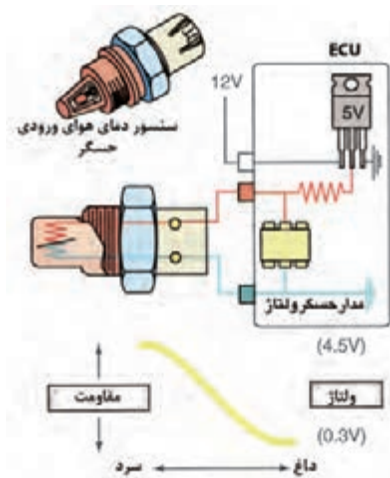 ECU
12V
5V
سنسور دمای هوای ورودی
حسگر
مدارحسگرولتاژ
(4.5V)
مقاومت
ولتاژ
(0.3V)
سرد
داغ